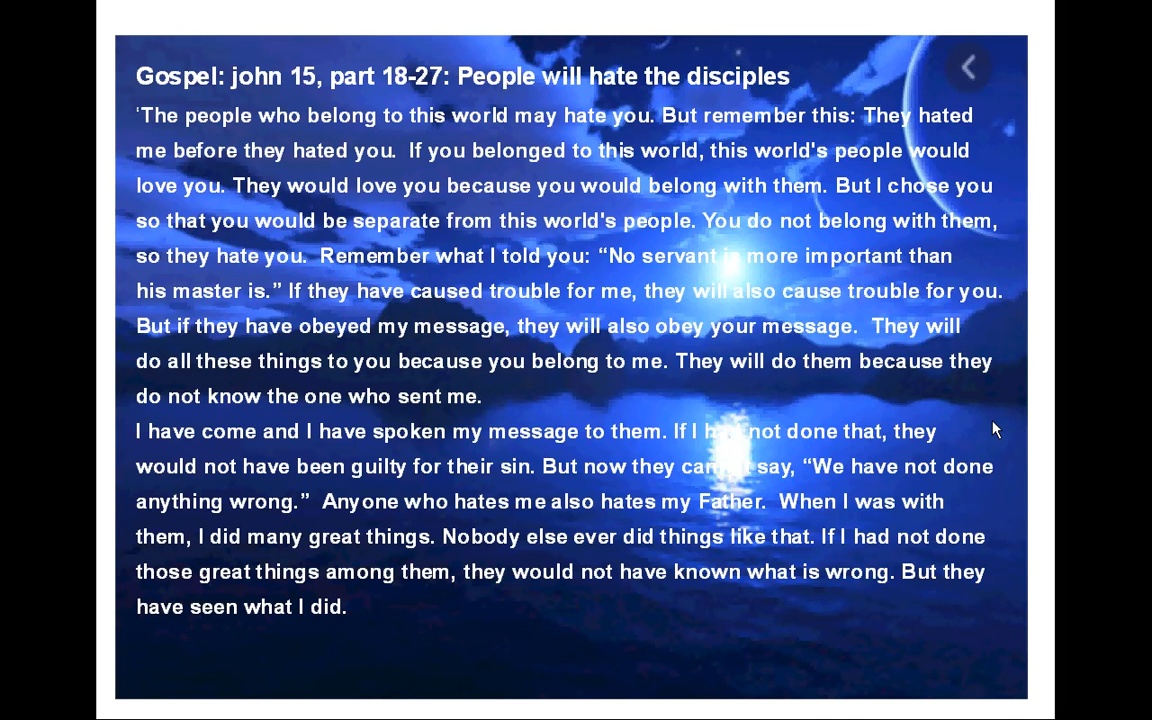 Gospel: john 15, part 18-27: People will hate the disciples
‘The people who belong to this world may hate you. But remember this: They hated
me before they hated you.  If you belonged to this world, this world's people would
love you. They would love you because you would belong with them. But I chose you
so that you would be separate from this world's people. You do not belong with them,
so they hate you.  Remember what I told you: “No servant is more important than
his master is.” If they have caused trouble for me, they will also cause trouble for you.
But if they have obeyed my message, they will also obey your message.  They will
do all these things to you because you belong to me. They will do them because they
do not know the one who sent me.
I have come and I have spoken my message to them. If I had not done that, they
would not have been guilty for their sin. But now they cannot say, “We have not done
anything wrong.”  Anyone who hates me also hates my Father.  When I was with
them, I did many great things. Nobody else ever did things like that. If I had not done
those great things among them, they would not have known what is wrong. But they
have seen what I did.